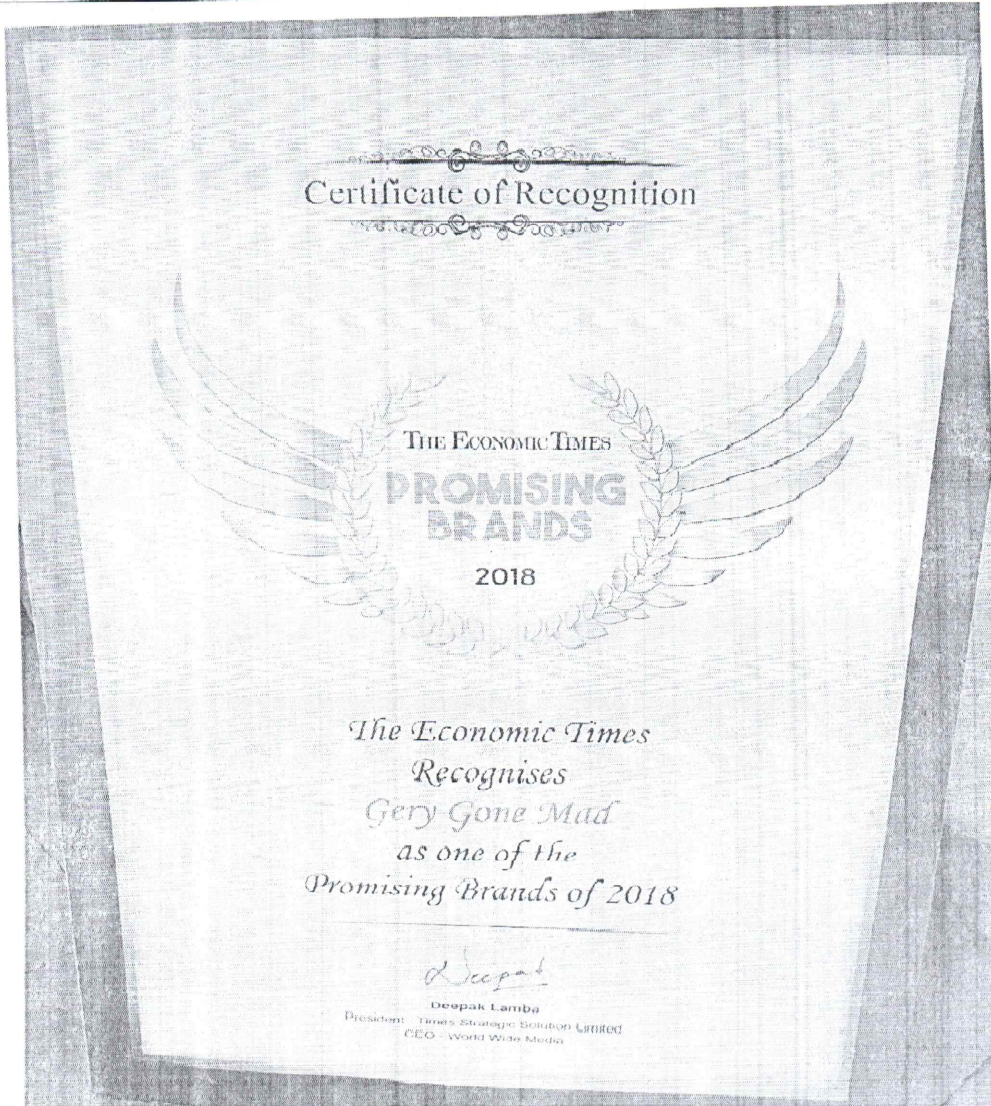 Certificate of Recognition
THE ECONOMIC TIMES
PROMISING
BRANDS
2018
The Economic Times
Recognises
Gery Gone Mad
as one of the
Promising Brands of 2018
Deepak
Deepak Lamba
President - Times Strategic Solution Limited
CEO - World Wide Media